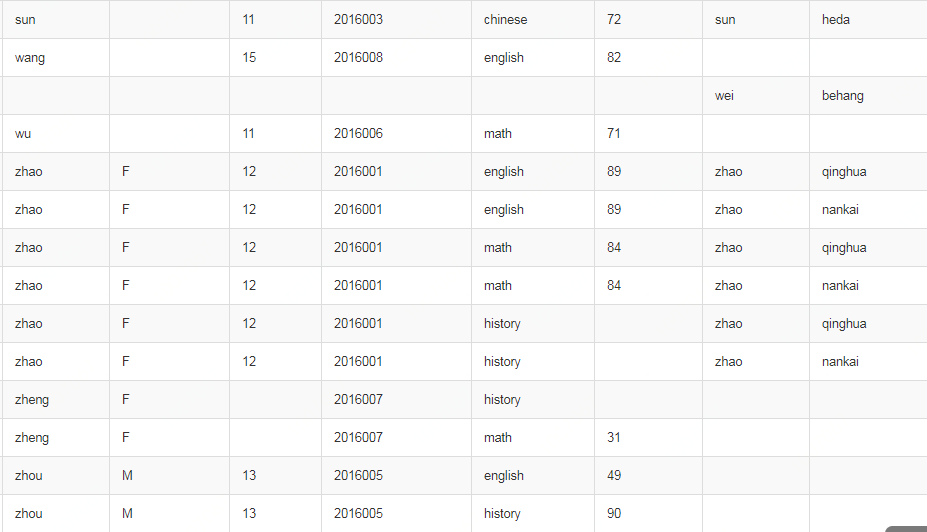 sun 11 2016003 chinese 72 sun heda
wang 15 2016008 english 82
wei behang
wu 11 2016006 math 71
zhao F 12 2016001 english 89 zhao qinghua
zhao F 12 2016001 english 89 zhao nankai
zhao F 12 2016001 math 84 zhao qinghua
zhao F 12 2016001 math 84 zhao nankai
zhao F 12 2016001 history zhao qinghua
zhao F 12 2016001 history zhao nankai
zheng F 2016007 history
zheng F 2016007 math 31
zhou M 13 2016005 english 49
zhou M 13 2016005 history 90